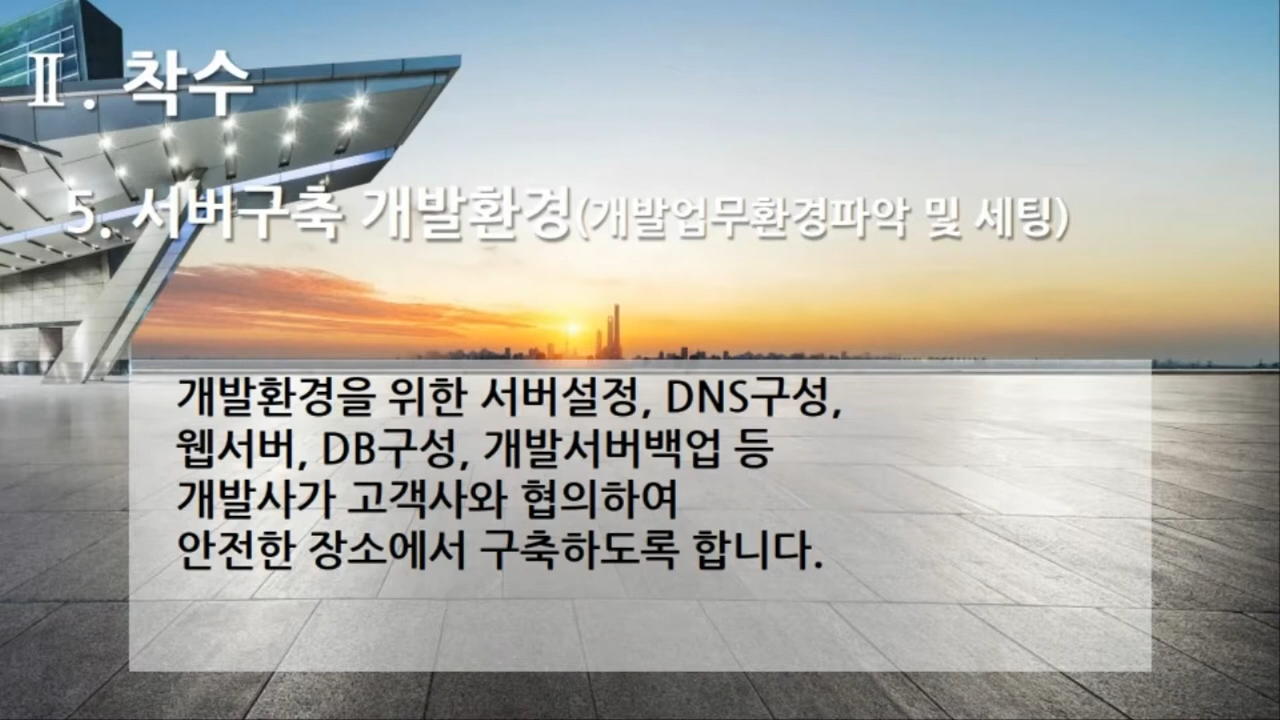 Ⅱ. 착수
5. 서버구축 개발환경(개발업무환경파악 및 세팅)
개발환경을 위한 서버설정, DNS구성,
웹서버, DB구성, 개발서버백업 등
개발사가 고객사와 협의하여
안전한 장소에서 구축하도록 합니다.